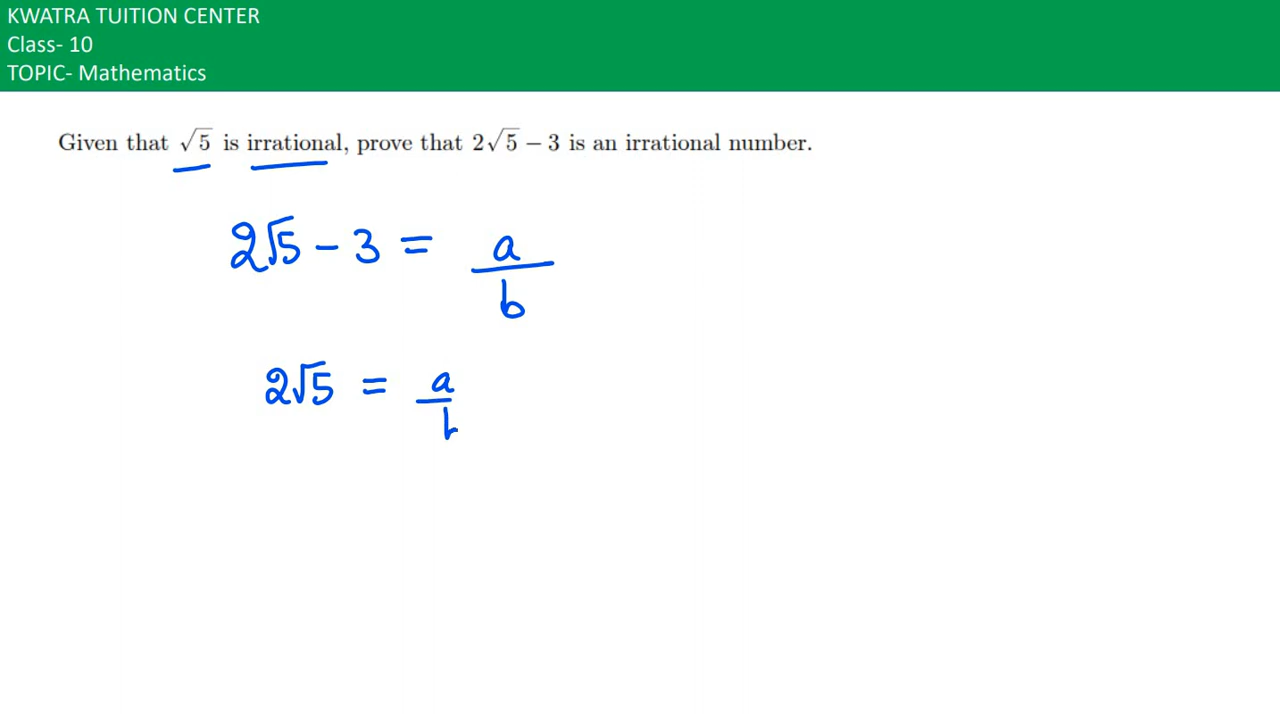 KWATRA TUITION CENTER
Class- 10
TOPIC- Mathematics
Given that √5 is irrational, prove that 2√5 − 3 is an irrational number.
2√5 − 3 = a/b
2√5 = a/